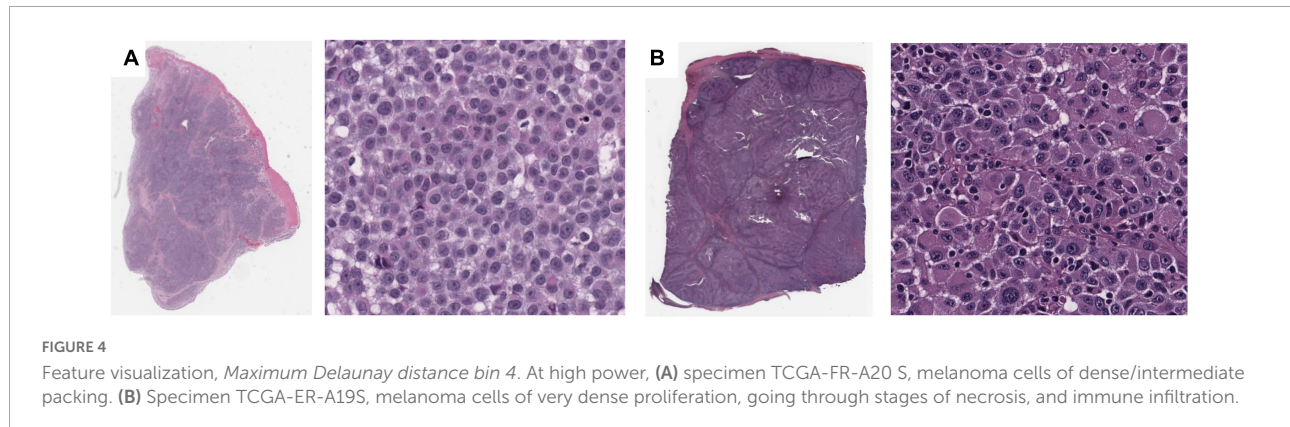 A
B
FIGURE 4
Feature visualization, Maximum Delaunay distance bin 4. At high power, (A) specimen TCGA-FR-A20 S, melanoma cells of dense/intermediate
packing. (B) Specimen TCGA-ER-A19S, melanoma cells of very dense proliferation, going through stages of necrosis, and immune infiltration.